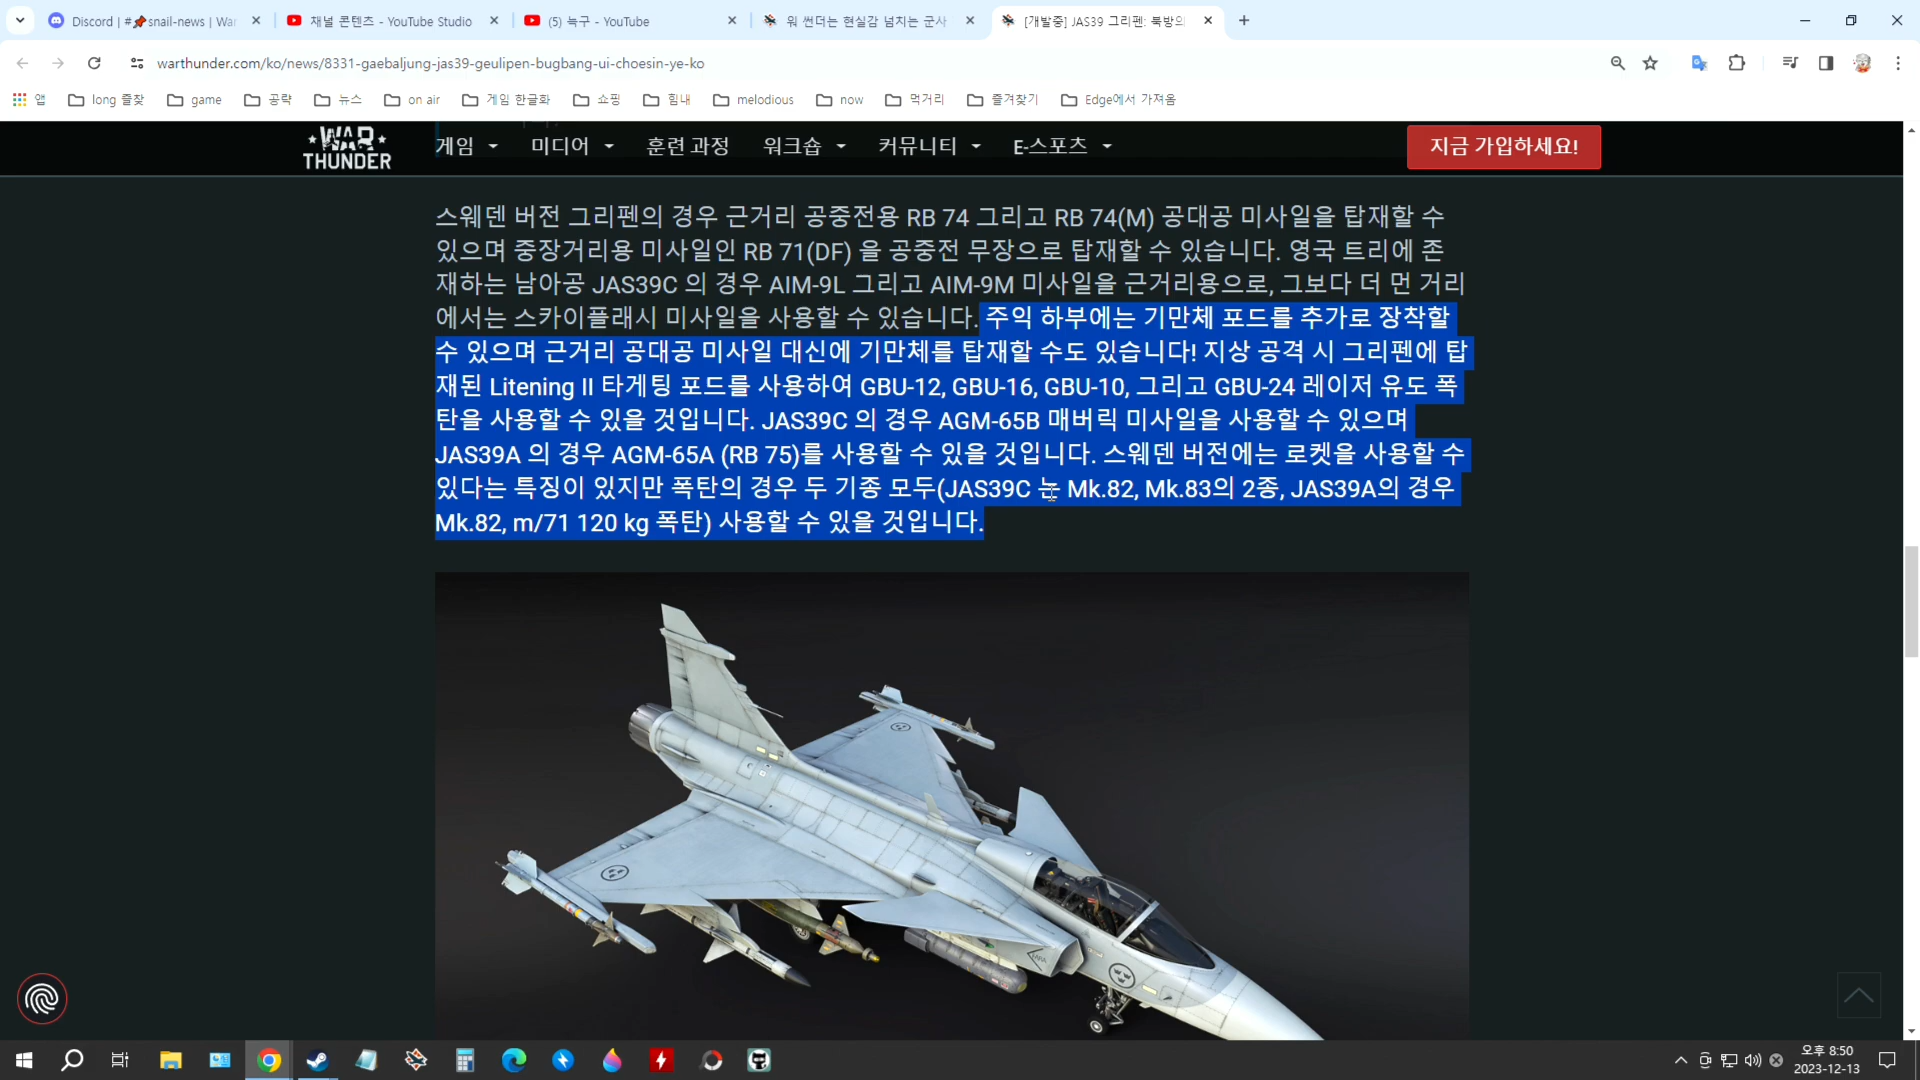 Discord | #📌snail-news | Wa
채널 콘텐츠 - YouTube Studio
(5) 녹구 - YouTube
워 썬더는 현실감 넘치는 군사
[개발중] JAS39 그리펜: 북방의
warthunder.com/ko/news/8331-gaebaljung-jas39-geulipen-bugbang-ui-choesin-ye-ko
앱
long 즐찾
game
공략
뉴스
on air
게임 한글화
쇼핑
힘내
melodious
now
먹거리
즐겨찾기
Edge에서 가져옴
WAR THUNDER
게임
미디어
훈련 과정
워크숍
커뮤니티
E-스포츠
지금 가입하세요!
스웨덴 버전 그리펜의 경우 근거리 공중전용 RB 74 그리고 RB 74(M) 공대공 미사일을 탑재할 수
있으며 중장거리용 미사일인 RB 71(DF) 을 공중전 무장으로 탑재할 수 있습니다. 영국 트리에 존
재하는 남아공 JAS39C 의 경우 AIM-9L 그리고 AIM-9M 미사일을 근거리용으로, 그보다 더 먼 거리
에서는 스카이플래시 미사일을 사용할 수 있습니다. 주익 하부에는 기만체 포드를 추가로 장착할
수 있으며 근거리 공대공 미사일 대신에 기만체를 탑재할 수도 있습니다! 지상 공격 시 그리펜에 탑
재된 Litening II 타게팅 포드를 사용하여 GBU-12, GBU-16, GBU-10, 그리고 GBU-24 레이저 유도 폭
탄을 사용할 수 있을 것입니다. JAS39C 의 경우 AGM-65B 매버릭 미사일을 사용할 수 있으며
JAS39A 의 경우 AGM-65A (RB 75)를 사용할 수 있을 것입니다. 스웨덴 버전에는 로켓을 사용할 수
있다는 특징이 있지만 폭탄의 경우 두 기종 모두(JAS39C 는 Mk.82, Mk.83의 2종, JAS39A의 경우
Mk.82, m/71 120 kg 폭탄) 사용할 수 있을 것입니다.
오후 8:50
2023-12-13